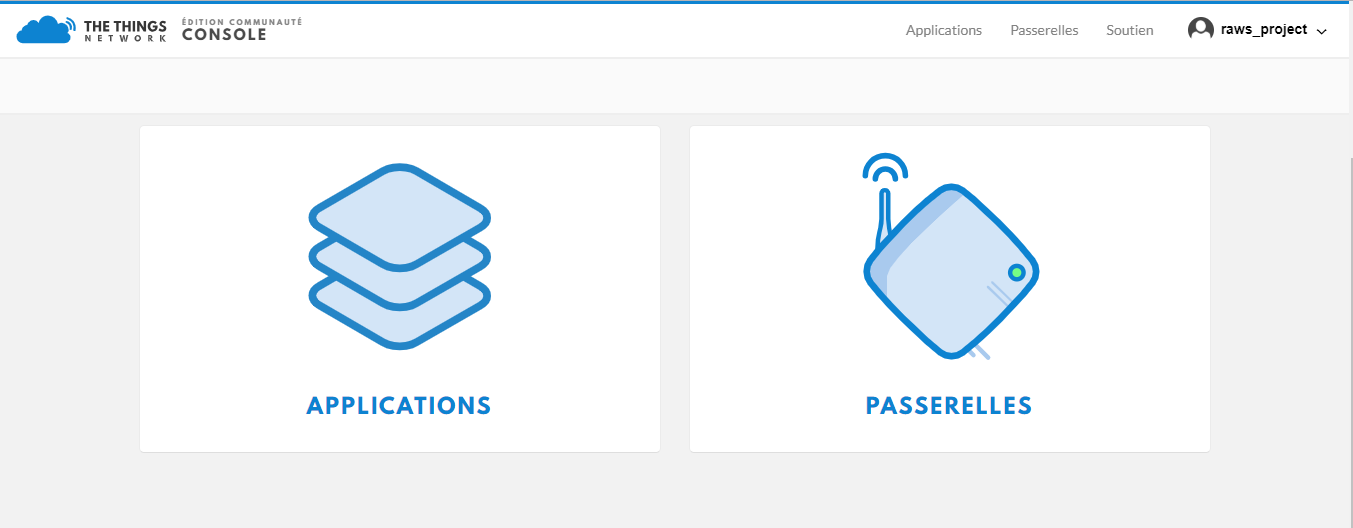 THE THINGS
NETWORK
ÉDITION COMMUNAUTÉ
CONSOLE
Applications
Passerelles
Soutien
raws_project
APPLICATIONS
PASSERELLES